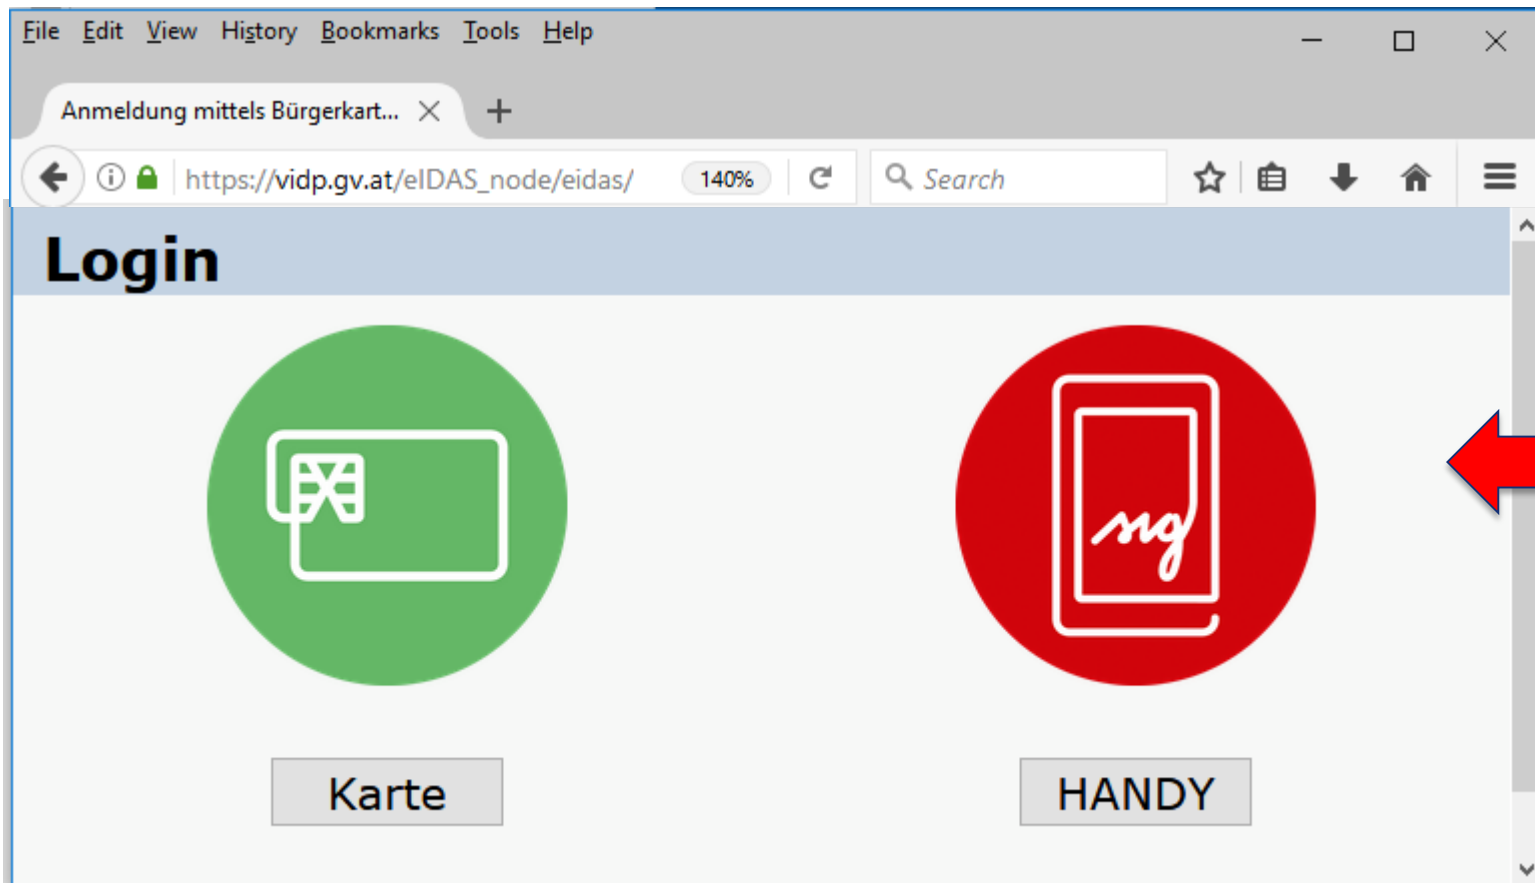 File Edit View History Bookmarks Tools Help
Anmeldung mittels Bürgerkart...
https://vidp.gv.at/eIDAS_node/eidas/ 140% Search
Login
sig
Karte HANDY